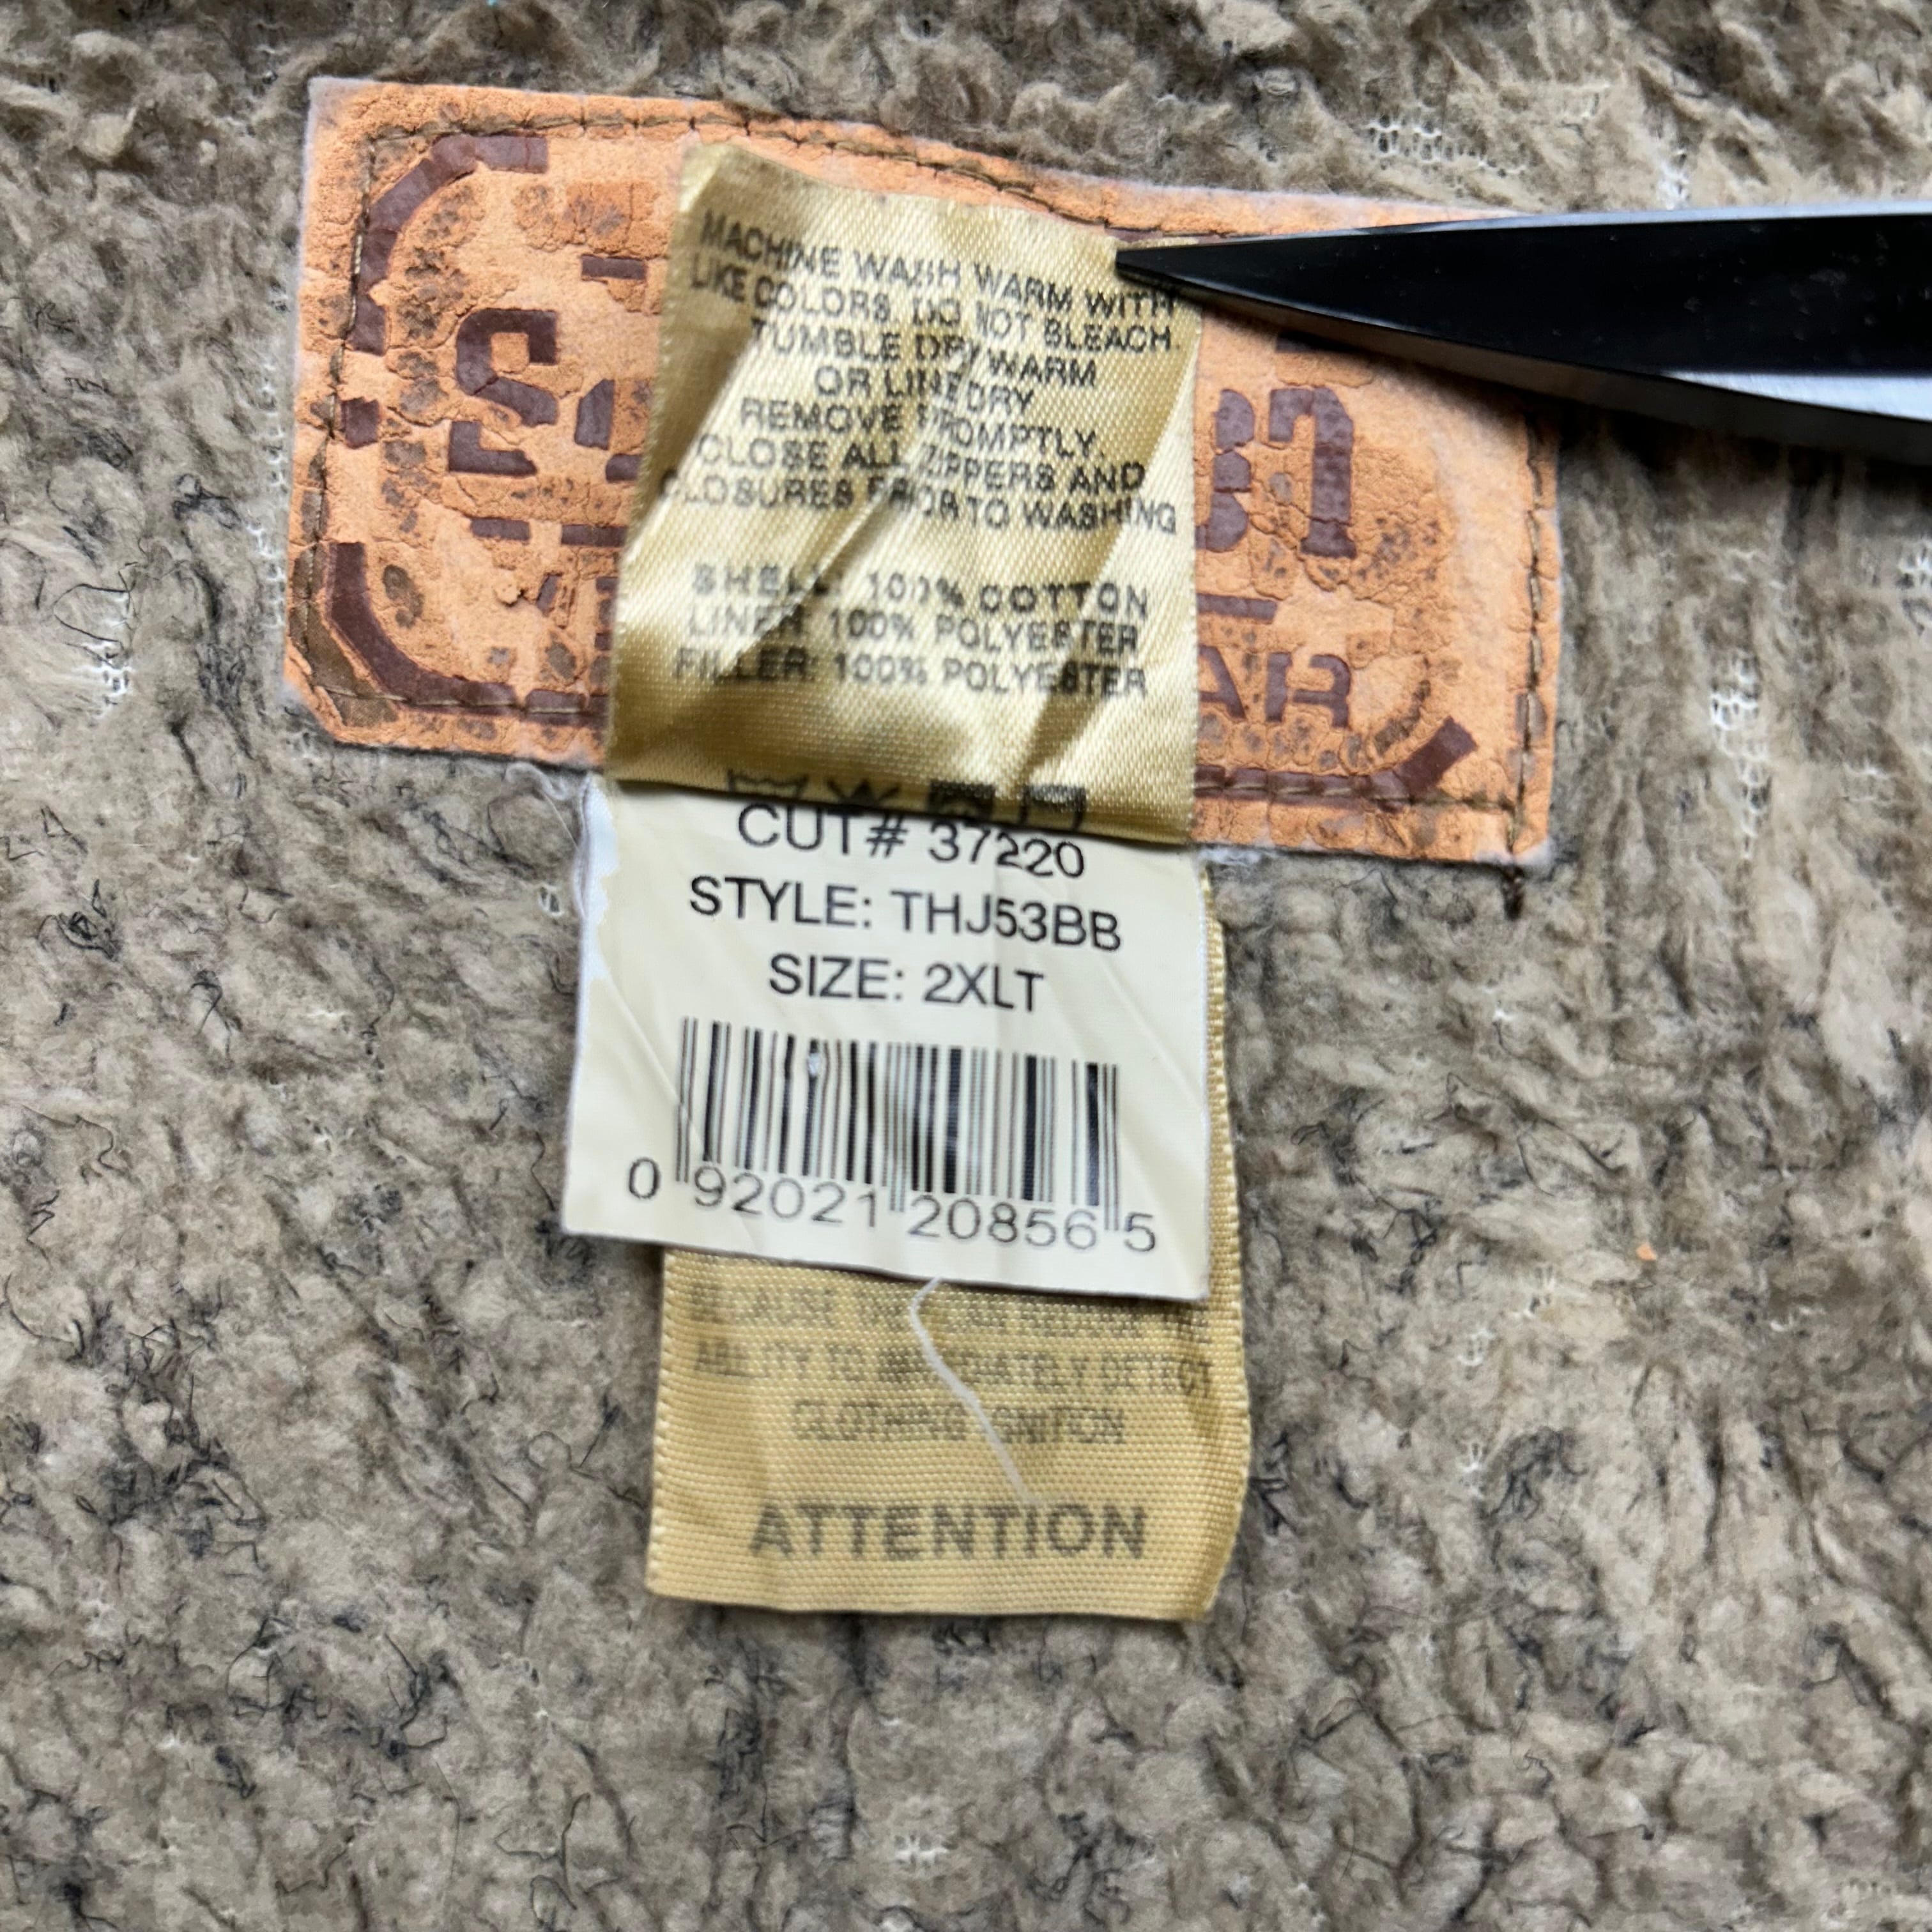 MACHINE WASH WARM WITH
LIKE COLORS. DO NOT BLEACH
TUMBLE DRY WARM
OR LINE DRY
REMOVE PROMPTLY
CLOSE ALL ZIPPERS AND
CLOSURES PRIOR TO WASHING
SHELL: 100% COTTON
LINER: 100% POLYESTER
FILLER: 100% POLYESTER
CUT# 37220
STYLE: THJ53BB
SIZE: 2XLT
0 92021 20856 5
TO IMMEDIATELY DETECT
CLOTHING IGNITION
ATTENTION